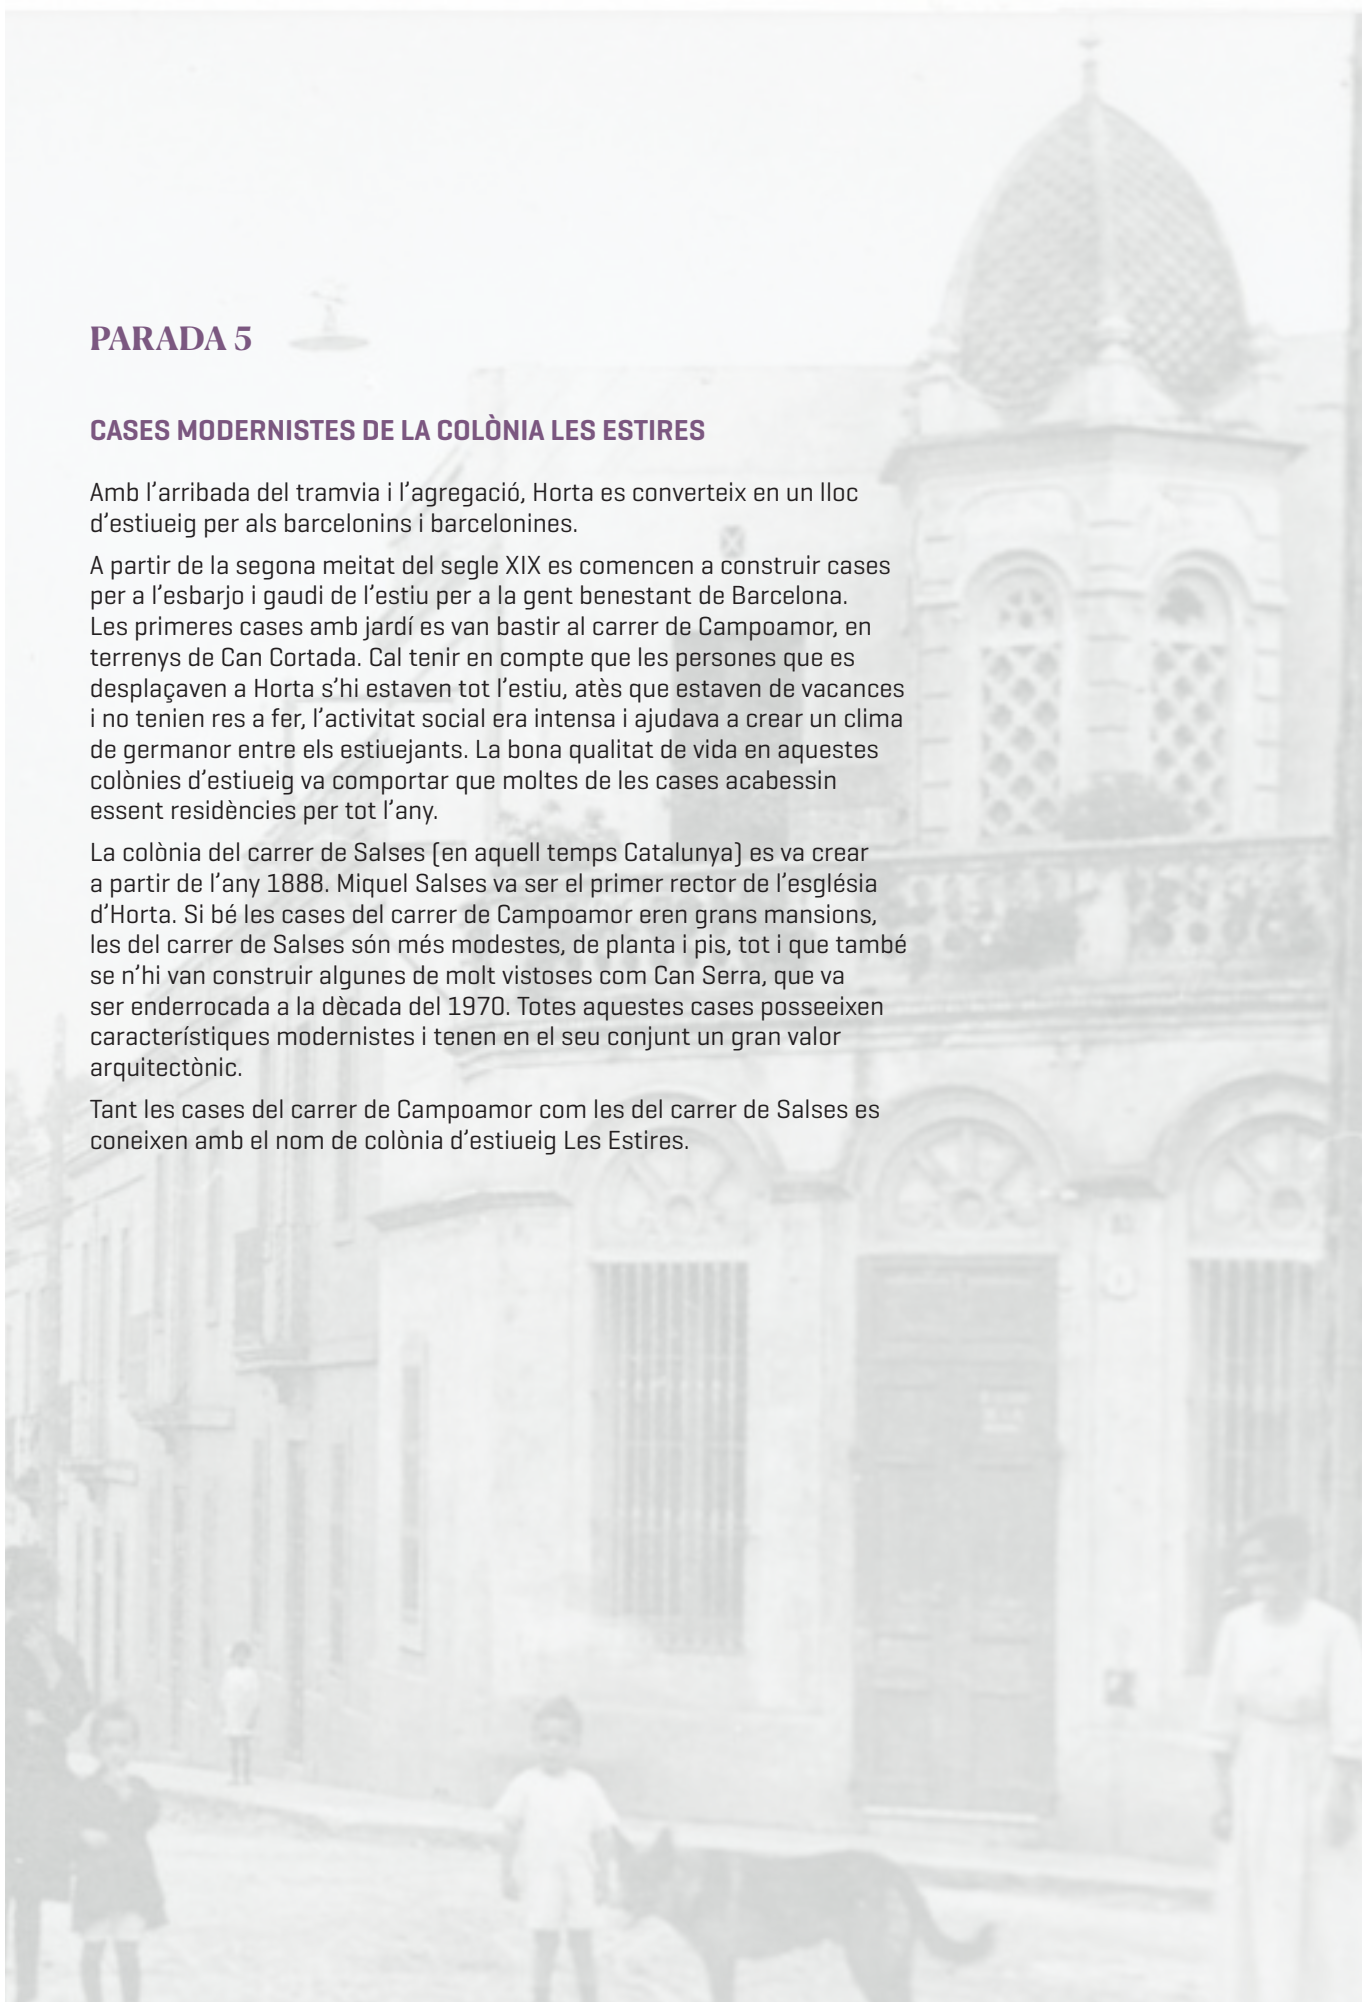 PARADA 5
CASES MODERNISTES DE LA COLÒNIA LES ESTIRES
Amb l’arribada del tramvia i l’agregació, Horta es converteix en un lloc
d’estiueig per als barcelonins i barcelonines.
A partir de la segona meitat del segle XIX es comencen a construir cases
per a l’esbarjo i gaudi de l’estiu per a la gent benestant de Barcelona.
Les primeres cases amb jardí es van bastir al carrer de Campoamor, en
terrenys de Can Cortada. Cal tenir en compte que les persones que es
desplaçaven a Horta s’hi estaven tot l’estiu, atès que estaven de vacances
i no tenien res a fer, l’activitat social era intensa i ajudava a crear un clima
de germanor entre els estiuejants. La bona qualitat de vida en aquestes
colònies d’estiueig va comportar que moltes de les cases acabessin
essent residències per tot l’any.
La colònia del carrer de Salses (en aquell temps Catalunya) es va crear
a partir de l’any 1888. Miquel Salses va ser el primer rector de l’església
d’Horta. Si bé les cases del carrer de Campoamor eren grans mansions,
les del carrer de Salses són més modestes, de planta i pis, tot i que també
se n’hi van construir algunes de molt vistoses com Can Serra, que va
ser enderrocada a la dècada del 1970. Totes aquestes cases posseeixen
característiques modernistes i tenen en el seu conjunt un gran valor
arquitectònic.
Tant les cases del carrer de Campoamor com les del carrer de Salses es
coneixen amb el nom de colònia d’estiueig Les Estires.